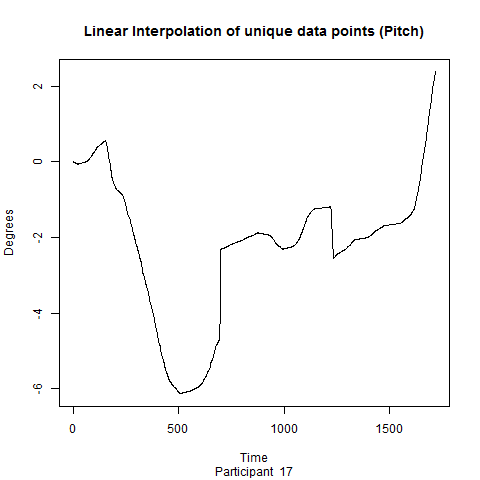 Linear Interpolation of unique data points (Pitch)
Degrees
2
0
-2
-4
-6
0 500 1000 1500
Time
Participant 17